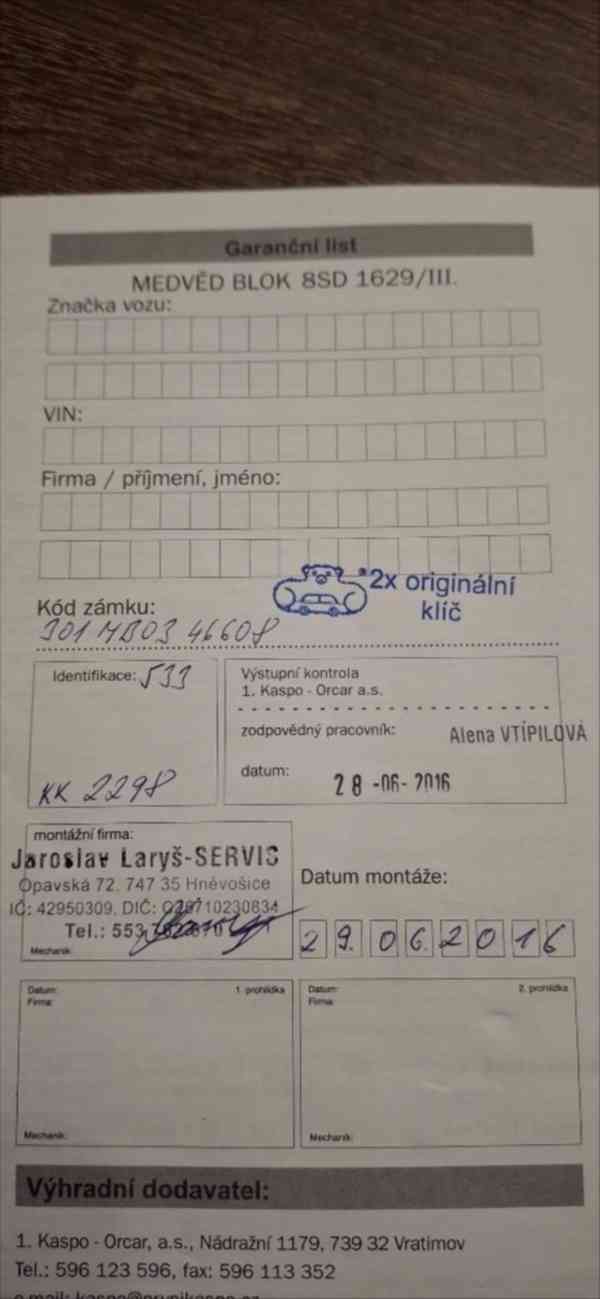 Garanční list
MEDVĚD BLOK 8SD 1629/III.
Značka vozu:
VIN:
Firma / příjmení, jméno:
*2x originální
klíč
Kód zámku:
901 MB03 46608
Identifikace: 533
KK 2298
Výstupní kontrola
1. Kaspo - Orcar a.s.
zodpovědný pracovník: Alena VTÍPILOVÁ
datum: 28 -06- 2016
montážní firma:
Jaroslav Laryš-SERVIS
Opavská 72. 747 35 Hněvošice
IČ: 42950309, DIČ:
Tel.: 553
Mechanik:
Datum montáže:
29.06.2016
Datum: 1. prohlídka
Firma:
Mechanik:
Datum: 2. prohlídka
Firma:
Mechanik:
Výhradní dodavatel:
1. Kaspo - Orcar, a.s., Nádražní 1179, 739 32 Vratimov
Tel.: 596 123 596, fax: 596 113 352